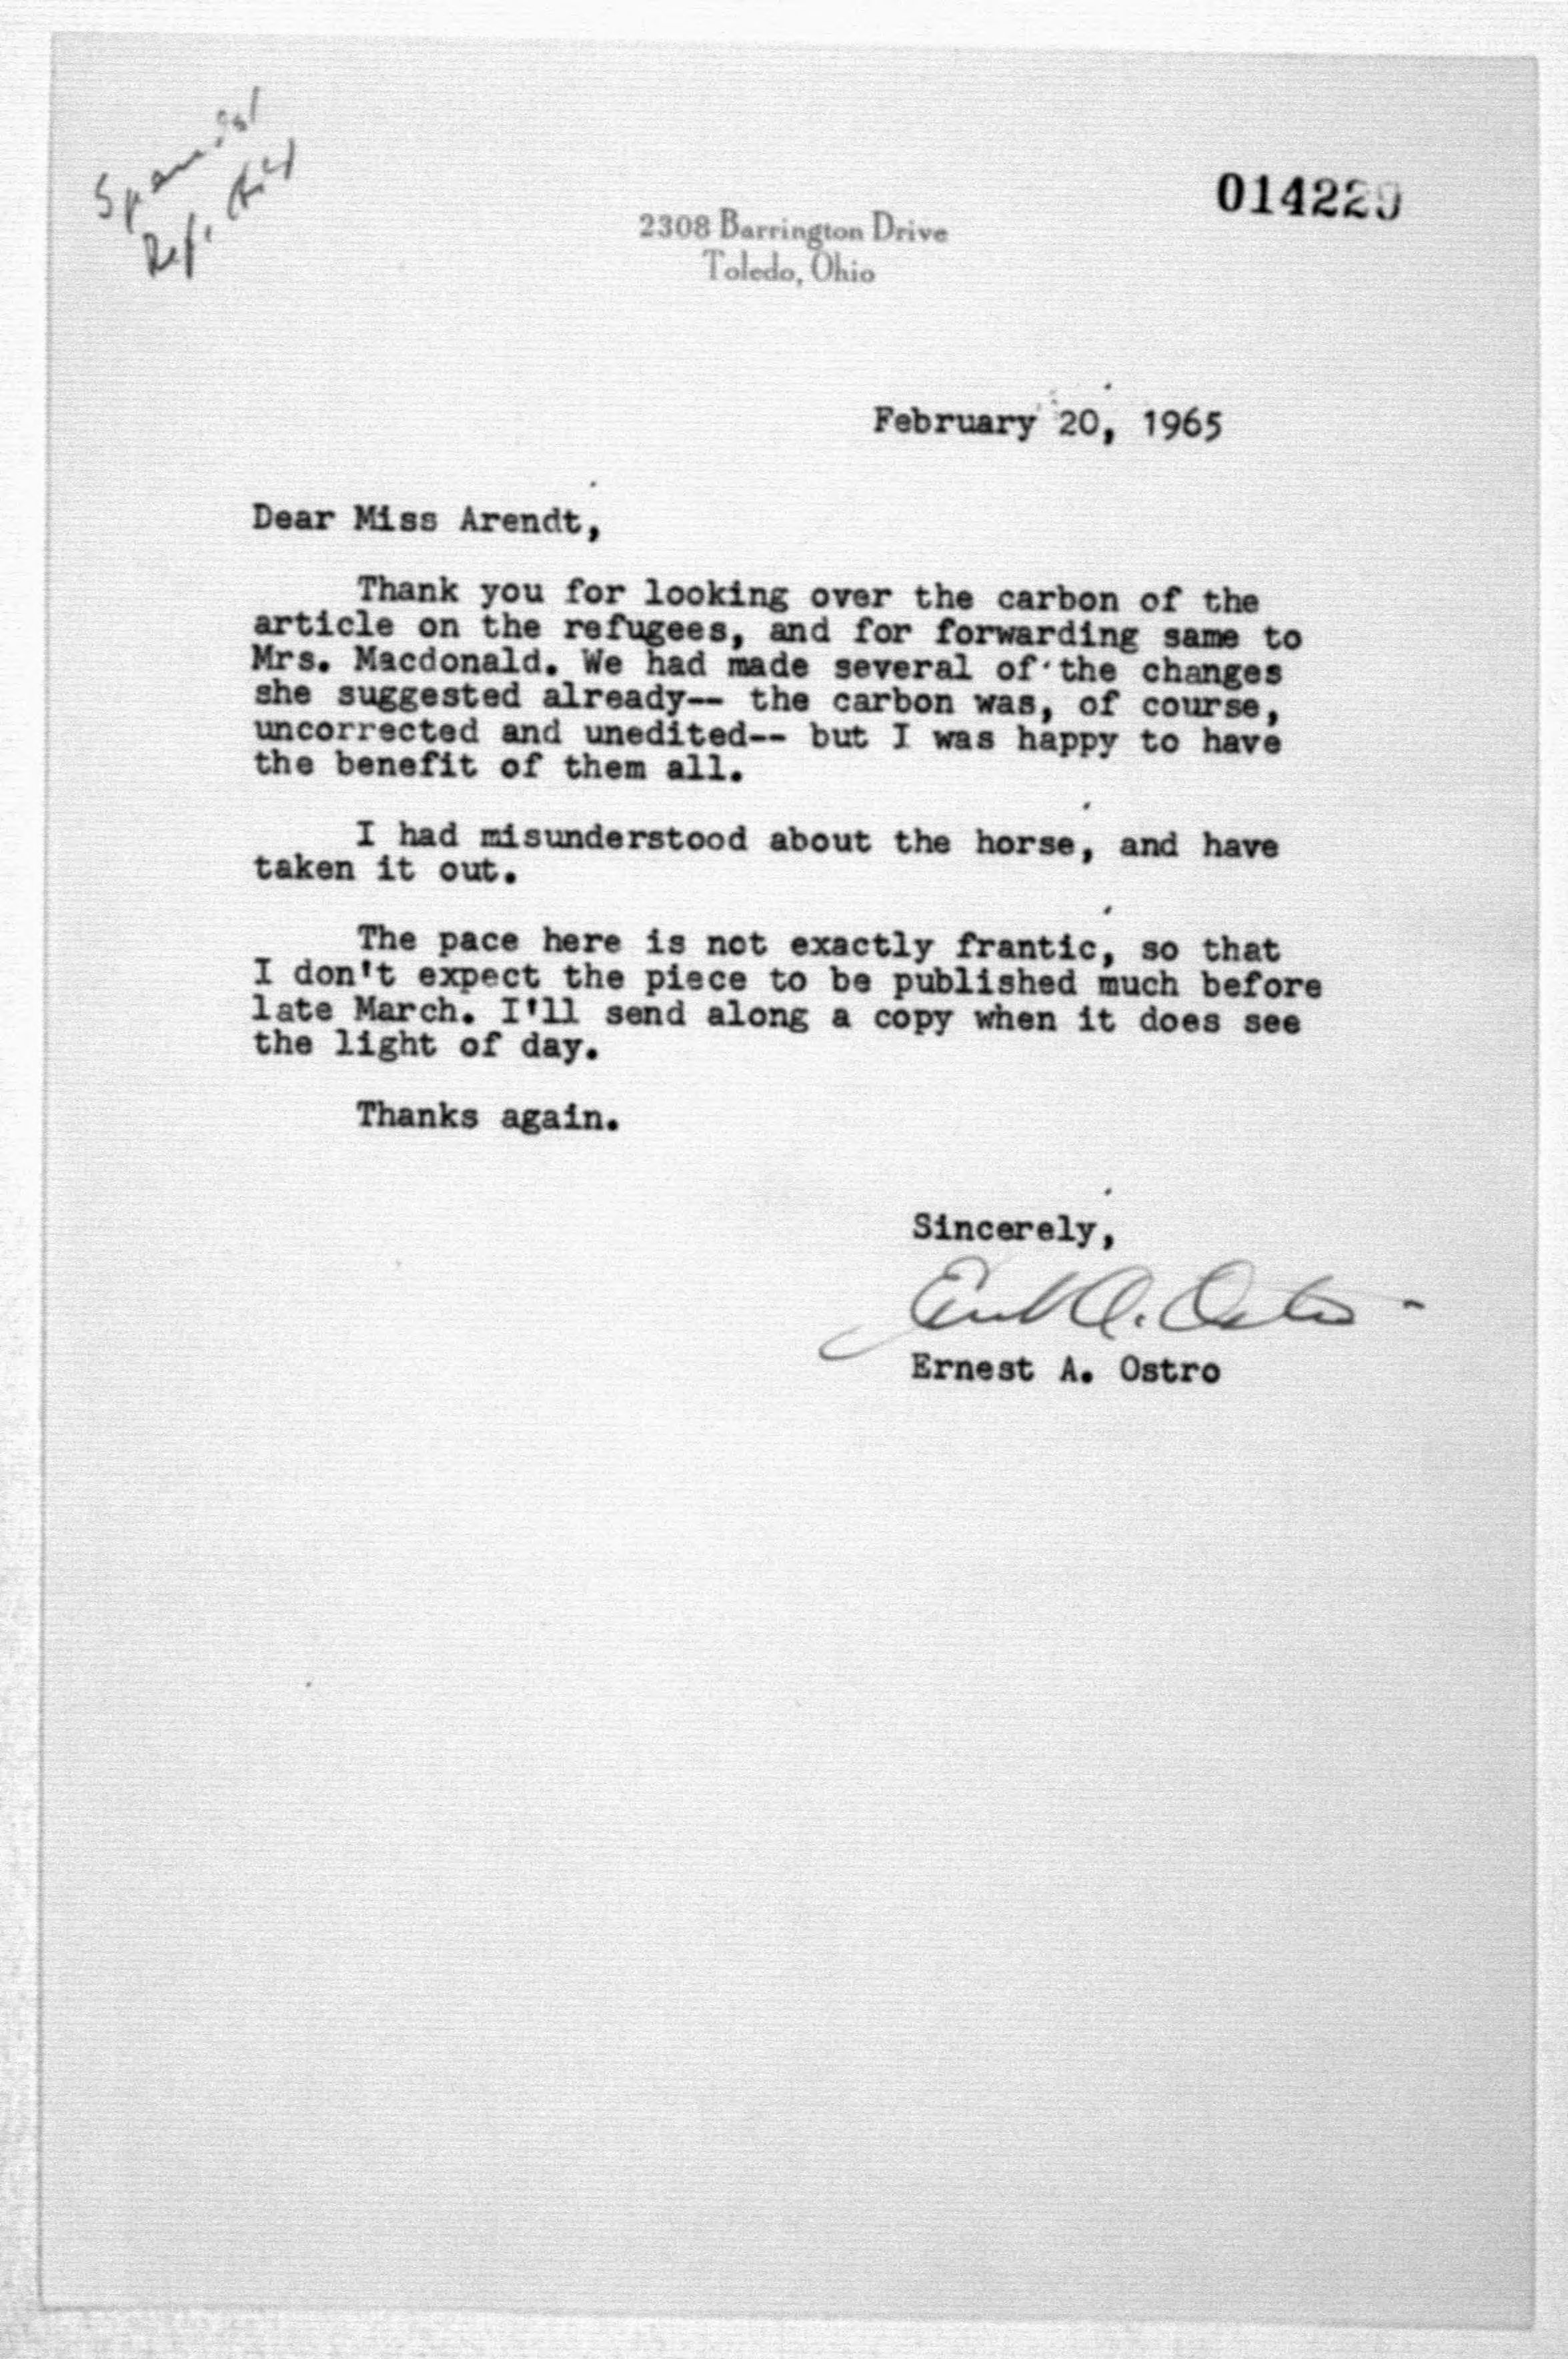 Spanish
Ref.
014229
2308 Barrington Drive
Toledo, Ohio
February 20, 1965
Dear Miss Arendt,
Thank you for looking over the carbon of the
article on the refugees, and for forwarding same to
Mrs. Macdonald. We had made several of the changes
she suggested already-- the carbon was, of course,
uncorrected and unedited-- but I was happy to have
the benefit of them all.
I had misunderstood about the horse, and have
taken it out.
The pace here is not exactly frantic, so that
I don't expect the piece to be published much before
late March. I'll send along a copy when it does see
the light of day.
Thanks again.
Sincerely,
Ernest A. Ostro
Ernest A. Ostro